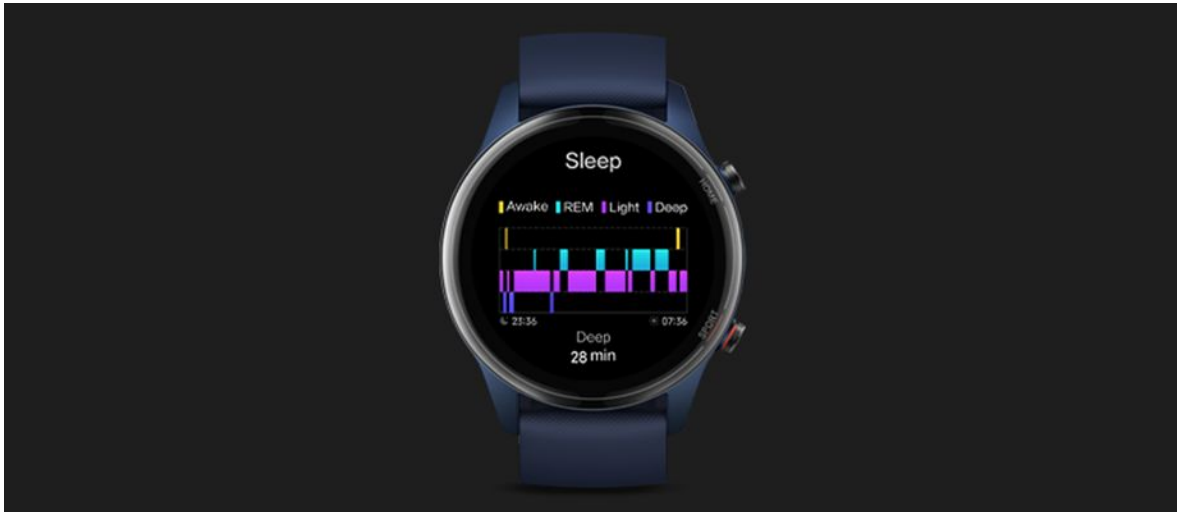 Sleep
Awake REM Light Deep
23:36 07:36
Deep
28 min
HOME
SPORT